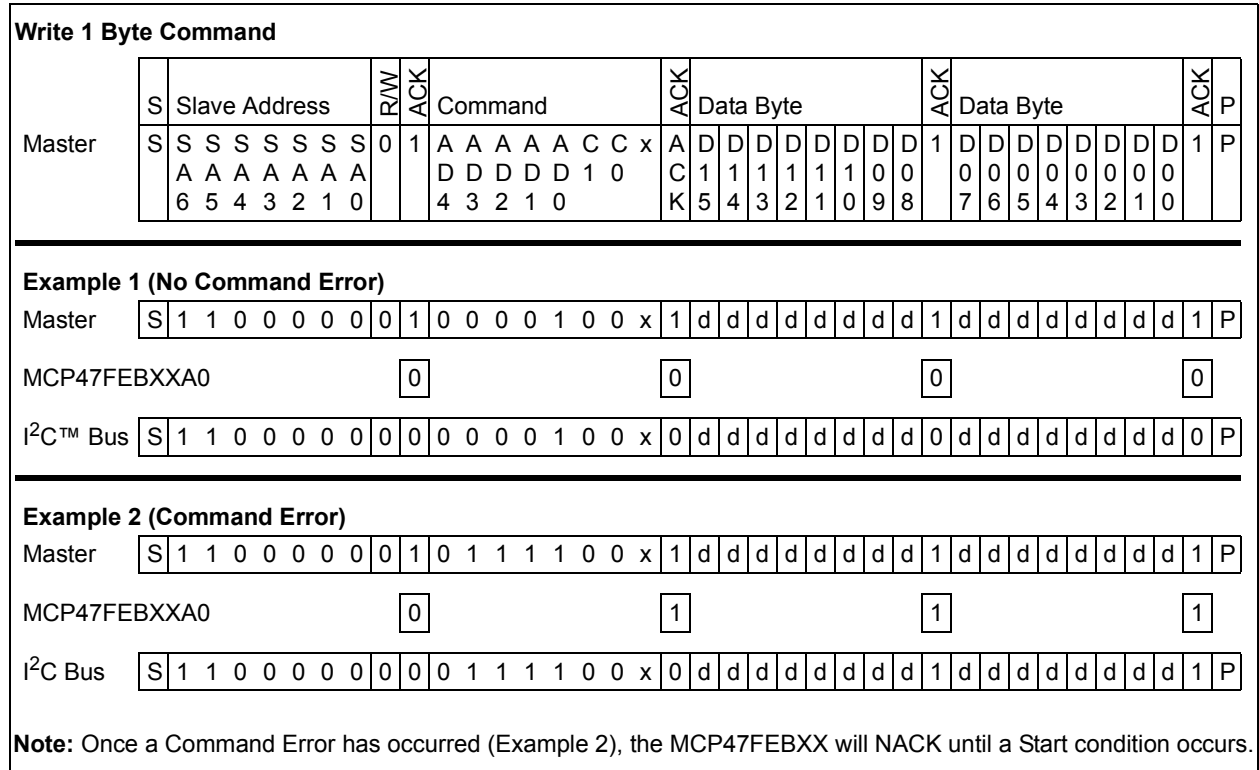 Write 1 Byte Command
S Slave Address R/W ACK Command ACK Data Byte ACK Data Byte ACK P
Master S S S S S S S S 0 1 A A A A A C C x A D D D D D D D D 1 D D D D D D D D 1 P
A A A A A A A D D D D D 1 0 C 1 1 1 1 1 1 0 0 0 0 0 0 0 0 0 0
6 5 4 3 2 1 0 4 3 2 1 0 K 5 4 3 2 1 0 9 8 7 6 5 4 3 2 1 0
Example 1 (No Command Error)
Master S 1 1 0 0 0 0 0 0 1 0 0 0 0 1 0 0 x 1 d d d d d d d d 1 d d d d d d d d 1 P
MCP47FEBXXA0 0 0 0 0
I2C™ Bus S 1 1 0 0 0 0 0 0 0 0 0 0 0 1 0 0 x 0 d d d d d d d d 0 d d d d d d d d 0 P
Example 2 (Command Error)
Master S 1 1 0 0 0 0 0 0 1 0 1 1 1 1 0 0 x 1 d d d d d d d d 1 d d d d d d d d 1 P
MCP47FEBXXA0 0 1 1 1
I2C Bus S 1 1 0 0 0 0 0 0 0 0 1 1 1 1 0 0 x 0 d d d d d d d d 1 d d d d d d d d 1 P
Note: Once a Command Error has occurred (Example 2), the MCP47FEBXX will NACK until a Start condition occurs.